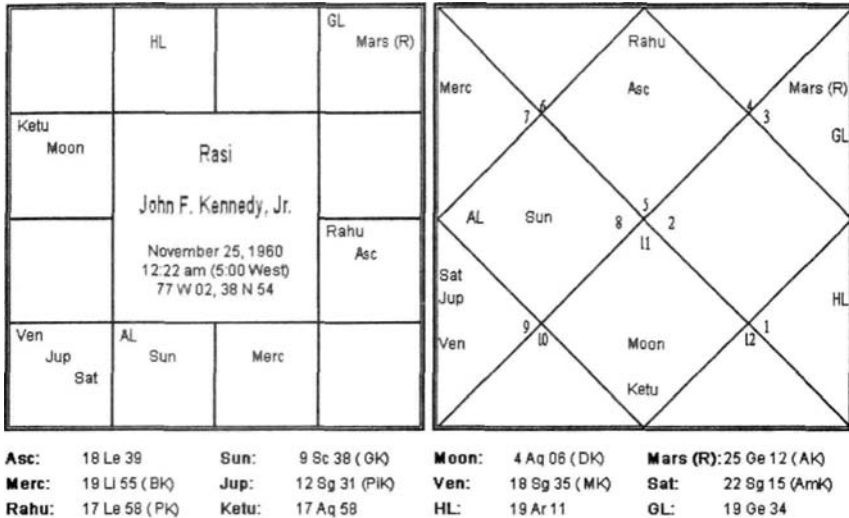 HL
GL
Mars (R)
Ketu
Moon
Rasi
John F. Kennedy, Jr.
November 25, 1960
12:22 am (5:00 West)
77 W 02, 38 N 54
Rahu
Asc
Ven
Jup
Sat
AL
Sun
Merc
Rahu
Asc
Merc
Mars (R)
GL
6
7
4
3
5
8
2
11
AL
Sun
Sat
Jup
Ven
HL
9
10
1
12
Moon
Ketu
Asc: 18 Le 39 Sun: 9 Sc 38 (GK) Moon: 4 Aq 06 (DK) Mars (R): 25 Ge 12 (AK)
Merc: 19 Li 55 (BK) Jup: 12 Sg 31 (PiK) Ven: 18 Sg 35 (MK) Sat: 22 Sg 15 (AmK)
Rahu: 17 Le 58 (PK) Ketu: 17 Aq 58 HL: 19 Ar 11 GL: 19 Ge 34